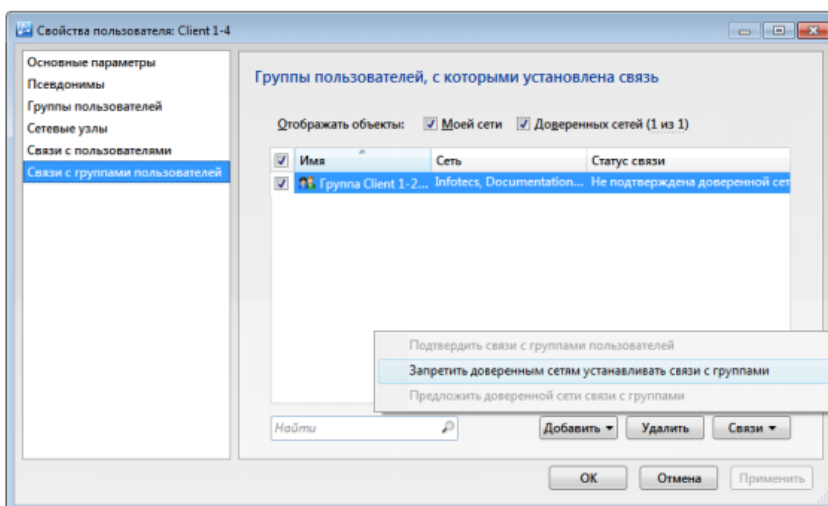 Свойства пользователя: Client 1-4
Основные параметры
Псевдонимы
Группы пользователей
Сетевые узлы
Связи с пользователями
Связи с группами пользователей
Группы пользователей, с которыми установлена связь
Отображать объекты: Моей сети Доверенных сетей (1 из 1)
Имя Сеть Статус связи
Группа Client 1-2... Infotecs, Documentation... Не подтверждена доверенной сет
Подтвердить связи с группами пользователей
Запретить доверенным сетям устанавливать связи с группами
Предложить доверенной сети связи с группами
Найти Добавить Удалить Связи
ОК Отмена Применить